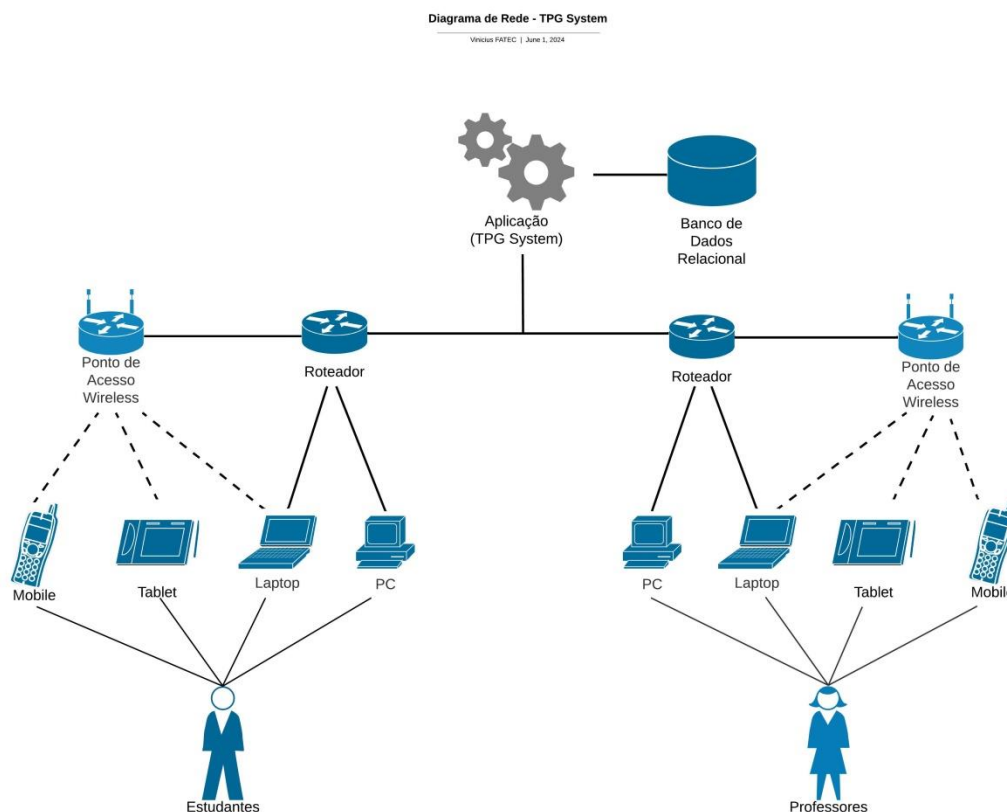 Diagrama de Rede - TPG System
Vinicius FATEC | June 1, 2024
Aplicação
(TPG System)
Banco de
Dados
Relacional
Ponto de
Acesso
Wireless
Roteador
Roteador
Ponto de
Acesso
Wireless
Mobile
Tablet
Laptop
PC
PC
Laptop
Tablet
Mobile
Estudantes
Professores